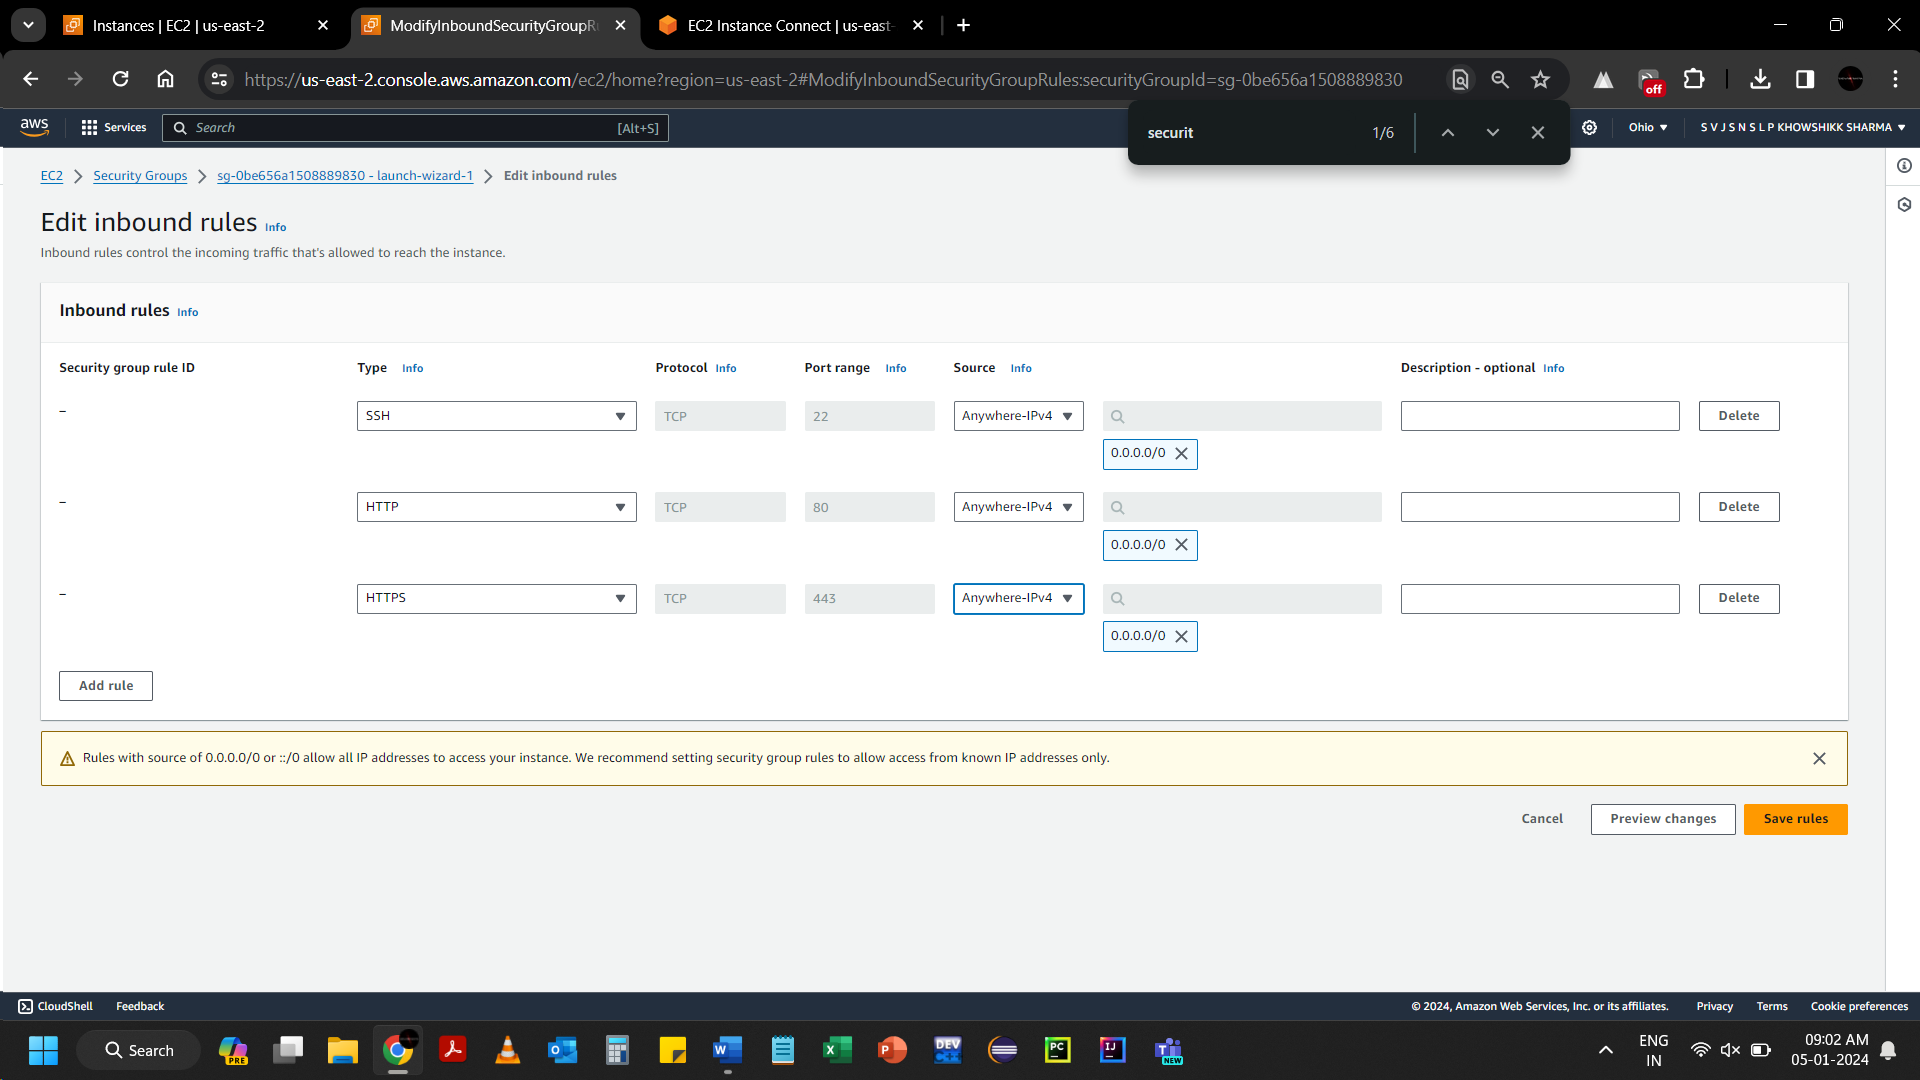 Instances | EC2 | us-east-2
ModifyInboundSecurityGroupR
EC2 Instance Connect | us-east-
https://us-east-2.console.aws.amazon.com/ec2/home?region=us-east-2#ModifyInboundSecurityGroupRules:securityGroupId=sg-0be656a1508889830
off
aws
Services
Search
[Alt+S]
securit
1/6
Ohio
S V J S N S L P KHOWSHIKK SHARMA
EC2
Security Groups
sg-0be656a1508889830 - launch-wizard-1
Edit inbound rules
Edit inbound rules Info
Inbound rules control the incoming traffic that's allowed to reach the instance.
Inbound rules Info
Security group rule ID
Type Info
Protocol Info
Port range Info
Source Info
Description - optional Info
–
SSH
TCP
22
Anywhere-IPv4
Delete
0.0.0.0/0
–
HTTP
TCP
80
Anywhere-IPv4
Delete
0.0.0.0/0
–
HTTPS
TCP
443
Anywhere-IPv4
Delete
0.0.0.0/0
Add rule
Rules with source of 0.0.0.0/0 or ::/0 allow all IP addresses to access your instance. We recommend setting security group rules to allow access from known IP addresses only.
Cancel
Preview changes
Save rules
CloudShell
Feedback
© 2024, Amazon Web Services, Inc. or its affiliates.
Privacy
Terms
Cookie preferences
Search
PRE
DEV
PC
IJ
NEW
ENG
IN
09:02 AM
05-01-2024